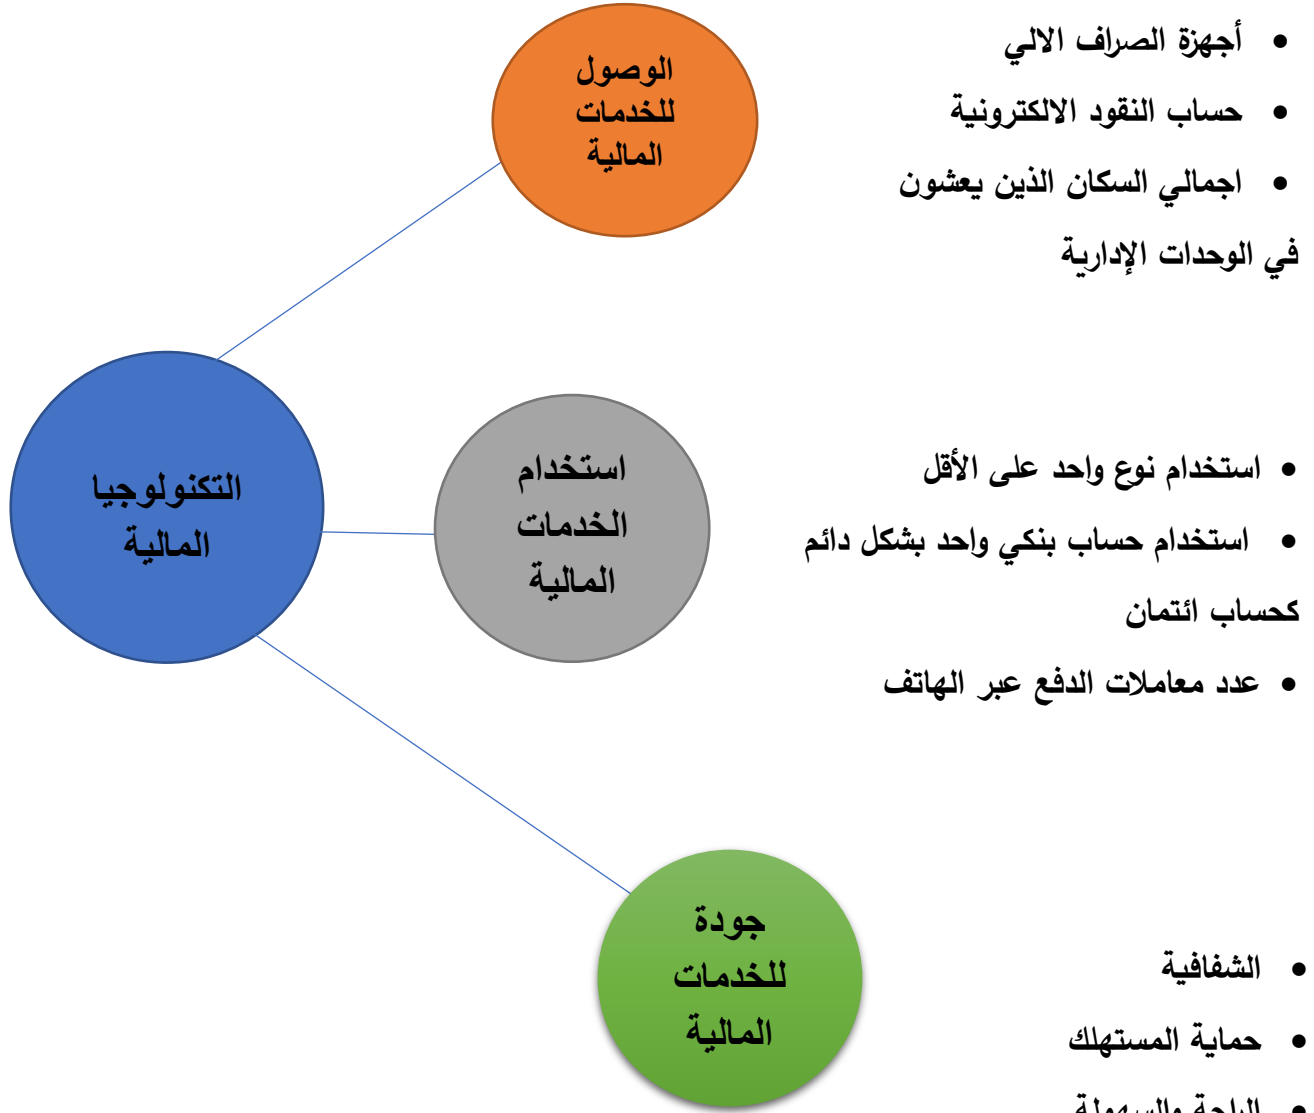 الوصول
للخدمات
المالية
• أجهزة الصراف الالي
• حساب النقود الالكترونية
• اجمالي السكان الذين يعشون
في الوحدات الإدارية
التكنولوجيا
المالية
استخدام
الخدمات
المالية
• استخدام نوع واحد على الأقل
• استخدام حساب بنكي واحد بشكل دائم
كحساب ائتمان
• عدد معاملات الدفع عبر الهاتف
جودة
للخدمات
المالية
• الشفافية
• حماية المستهلك
• الراحة والسهولة